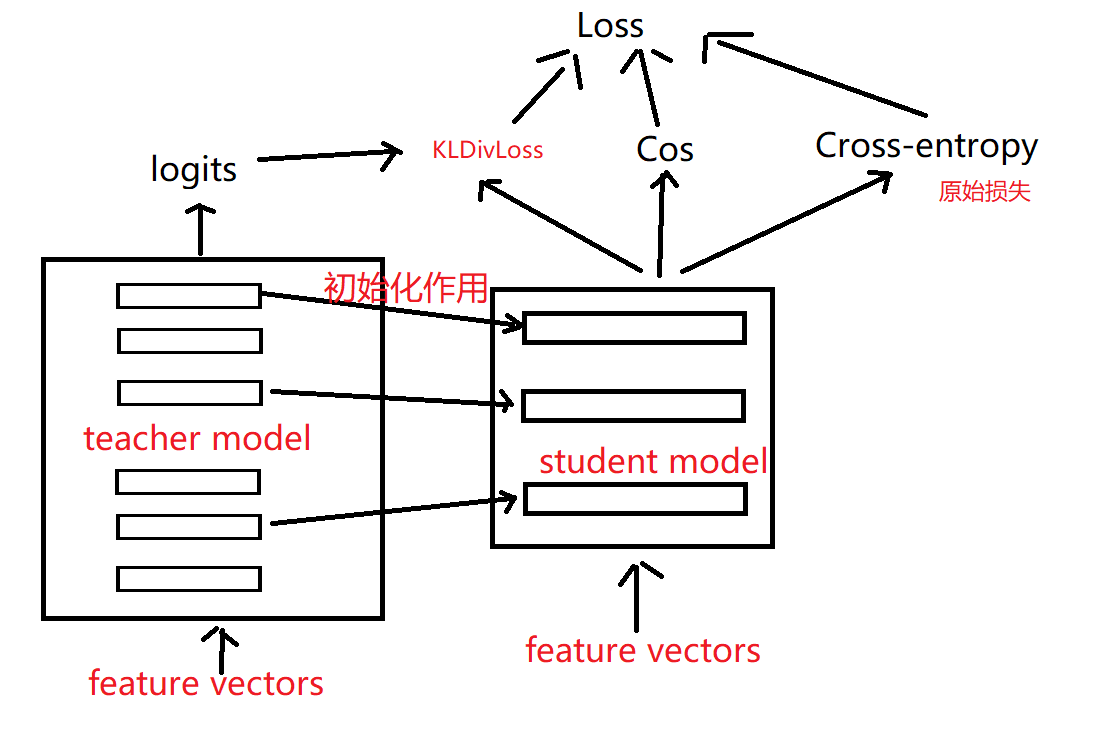 Loss
logits
KLDivLoss
Cos
Cross-entropy
原始损失
初始化作用
teacher model
student model
feature vectors
feature vectors